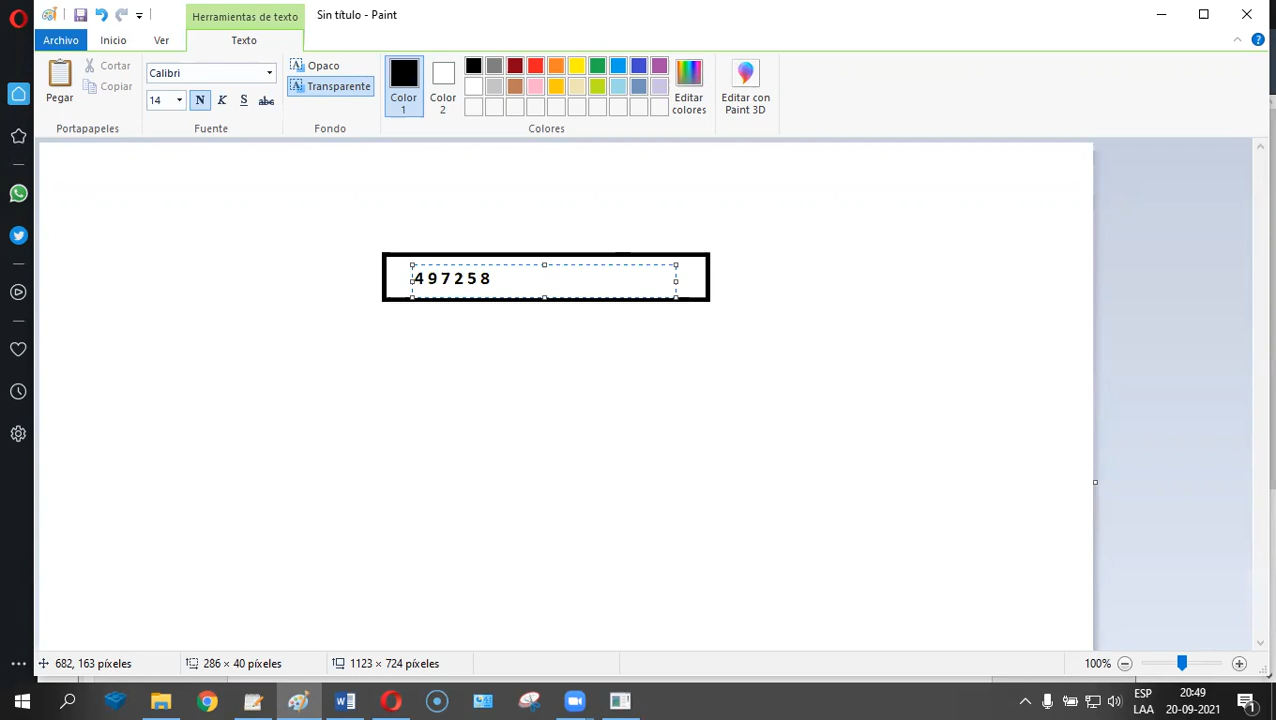 Herramientas de texto
Sin título - Paint
Archivo
Inicio
Ver
Texto
Pegar
Cortar
Copiar
Portapapeles
Calibri
14
N K S abc
Fuente
Opaco
Transparente
Fondo
Color 1
Color 2
Editar colores
Colores
Editar con Paint 3D
4 9 7 2 5 8
682, 163 píxeles
286 × 40 píxeles
1123 × 724 píxeles
100%
ESP
LAA
20:49
20-09-2021
1